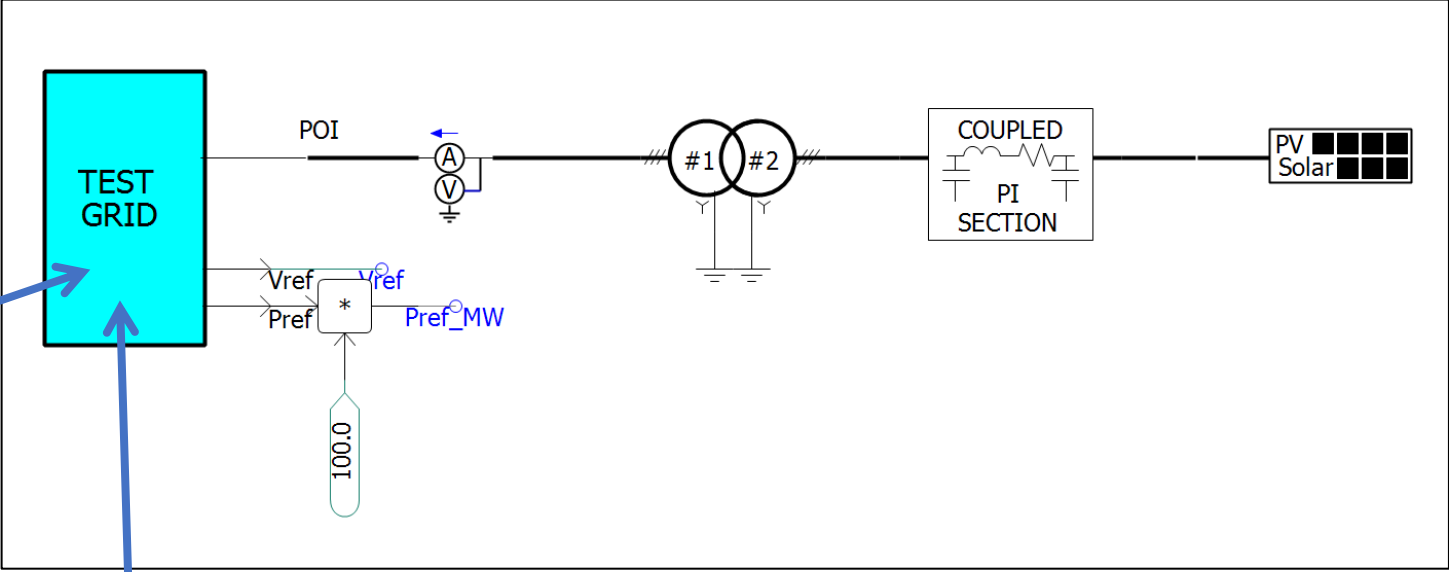 POI
A
V
TEST
GRID
#1
#2
Y
Y
COUPLED
PI
SECTION
PV
Solar
Vref
Vref
Pref
*
Pref_MW
100.0